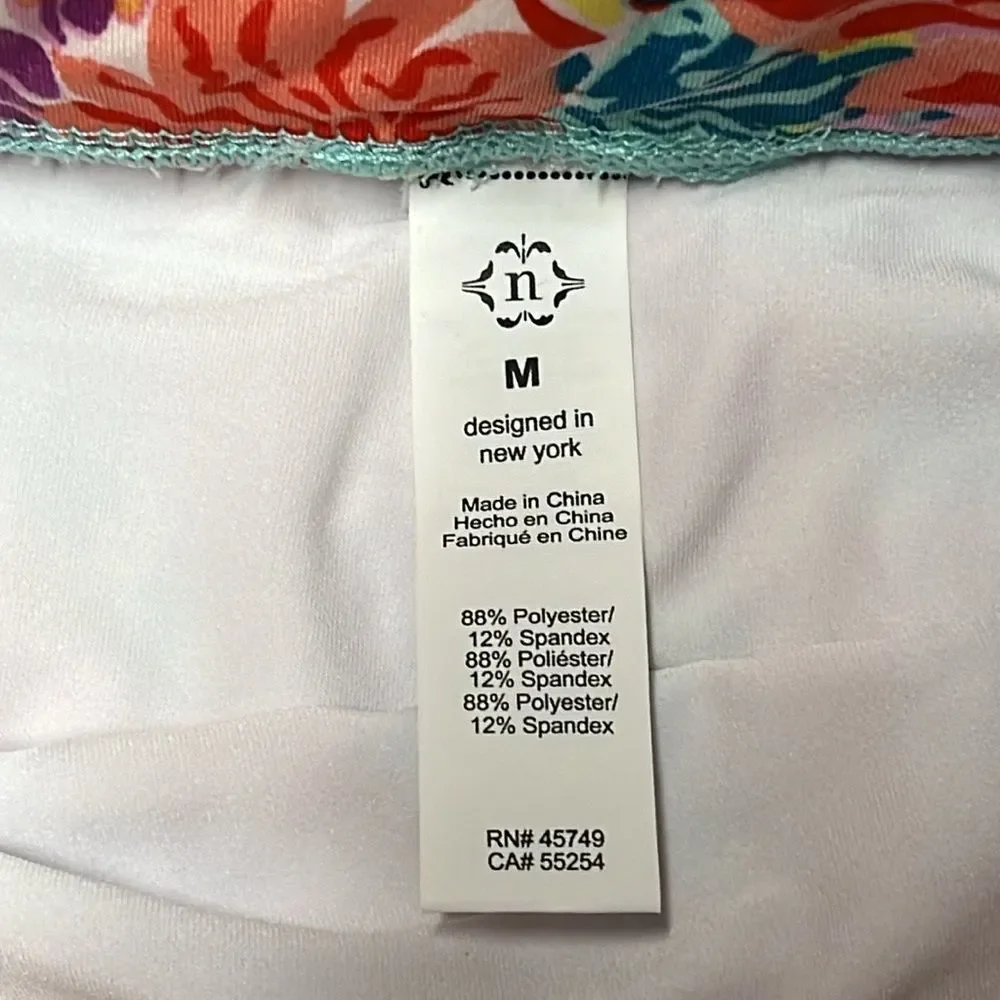 n
M
designed in
new york
Made in China
Hecho en China
Fabriqué en Chine
88% Polyester/
12% Spandex
88% Poliéster/
12% Spandex
88% Polyester/
12% Spandex
RN# 45749
CA# 55254